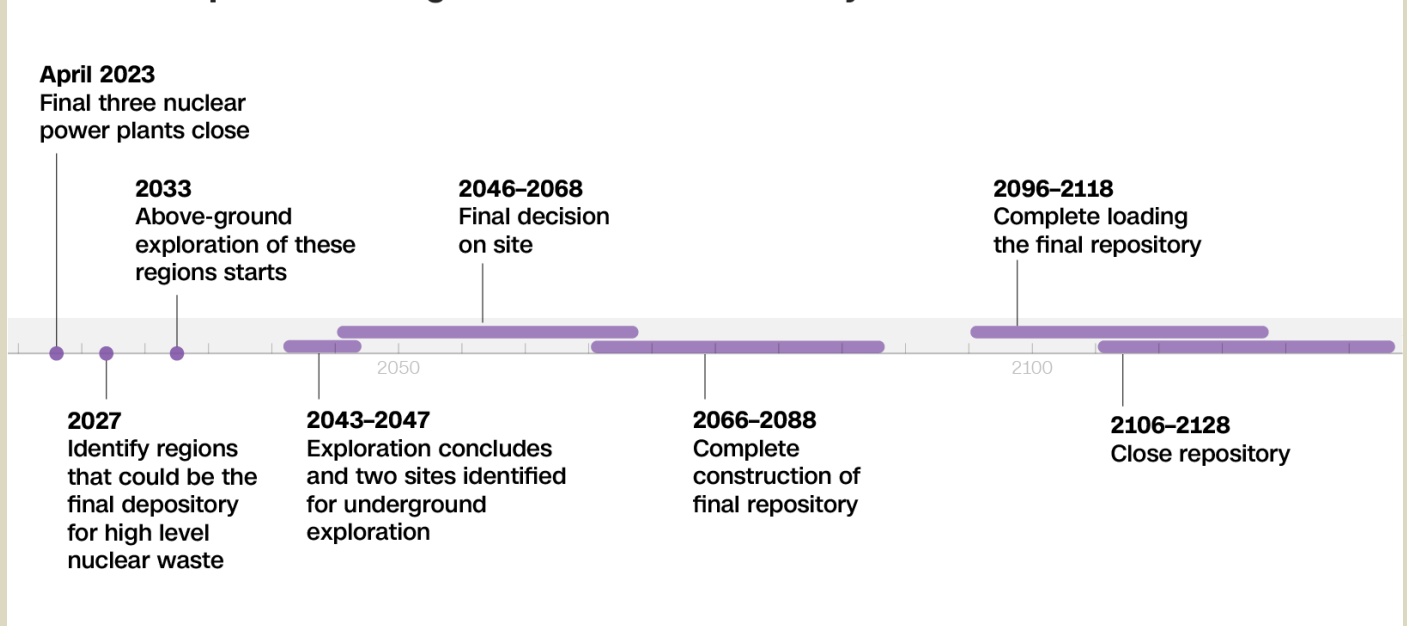 April 2023
Final three nuclear
power plants close
2033
Above-ground
exploration of these
regions starts
2046–2068
Final decision
on site
2096–2118
Complete loading
the final repository
2050
2100
2027
Identify regions
that could be the
final depository
for high level
nuclear waste
2043–2047
Exploration concludes
and two sites identified
for underground
exploration
2066–2088
Complete
construction of
final repository
2106–2128
Close repository